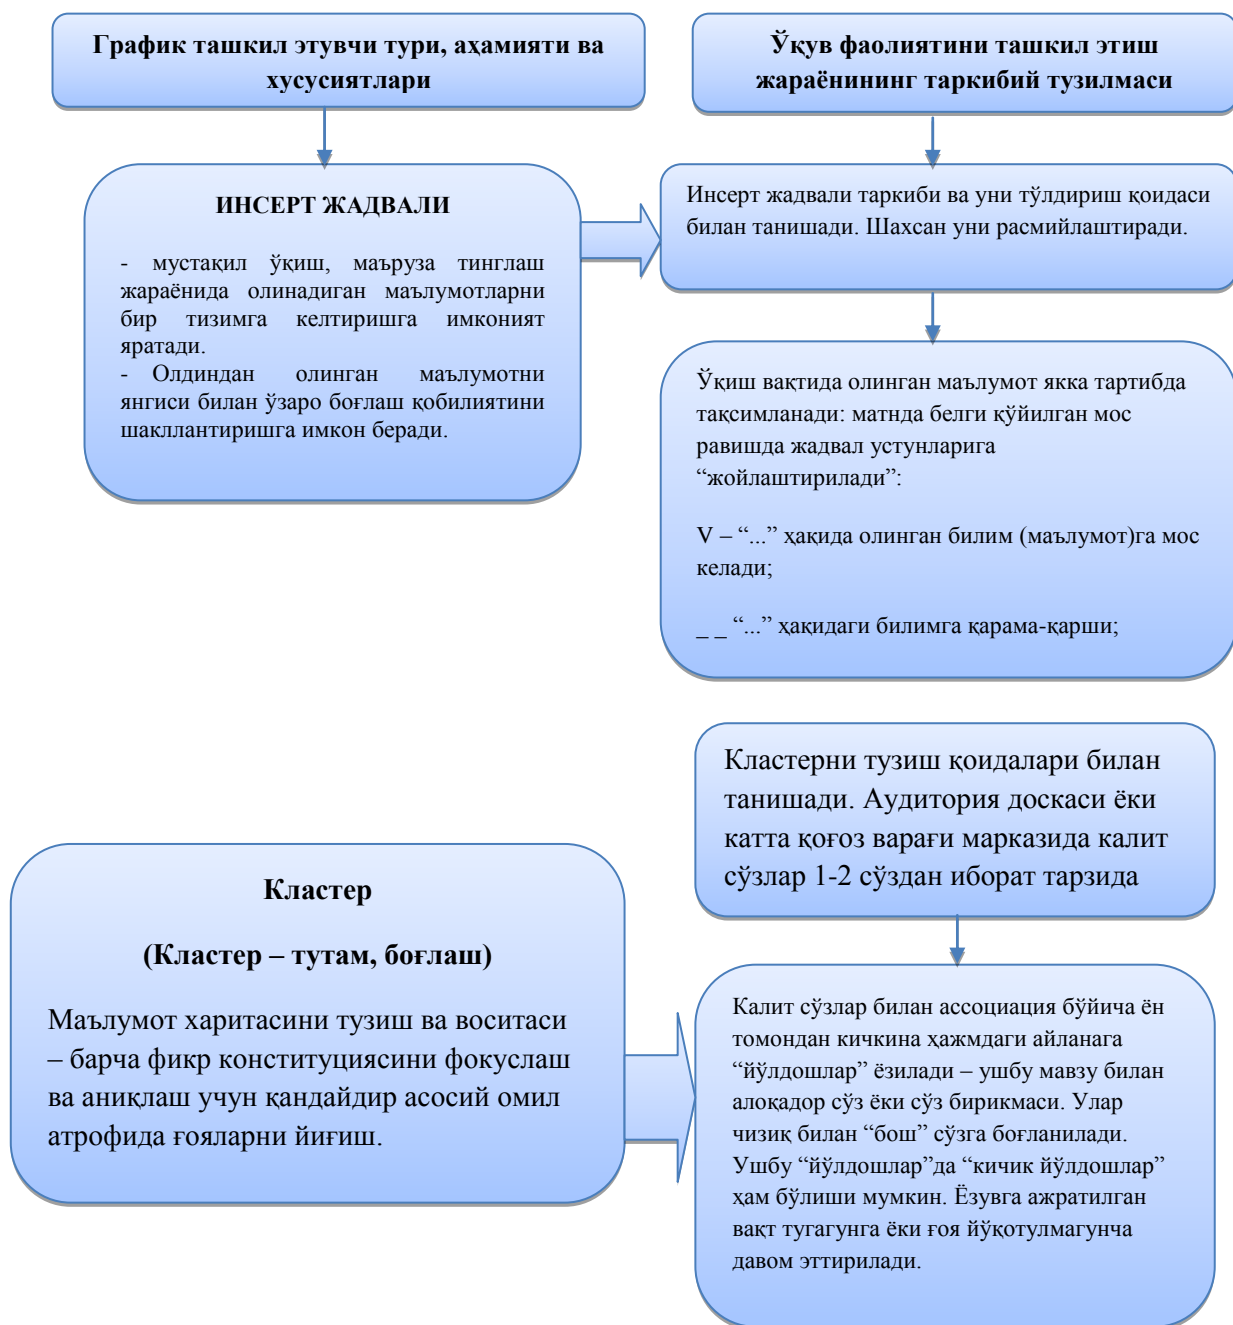 График ташкил этувчи тури, аҳамияти ва
хусусиятлари
Ўқув фаолиятини ташкил этиш
жараёнининг таркибий тузилмаси
ИНСЕРТ ЖАДВАЛИ
- мустақил ўқиш, маъруза тинглаш
жараёнида олинадиган маълумотларни
бир тизимга келтиришга имконият
яратади.
- Олдиндан олинган маълумотни
янгиси билан ўзаро боғлаш қобилиятини
шакллантиришга имкон беради.
Инсерт жадвали таркиби ва уни тўлдириш қоидаси
билан танишади. Шахсан уни расмийлаштиради.
Ўқиш вақтида олинган маълумот якка тартибда
тақсимланади: матнда белги қўйилган мос
равишда жадвал устунларига
“жойлаштирилади”:
V – “...” ҳақида олинган билим (маълумот)га мос
келади;
_ _ “...” ҳақидаги билимга қарама-қарши;
Кластер
(Кластер – тутам, боғлаш)
Маълумот харитасини тузиш ва воситаси
– барча фикр конституциясини фокуслаш
ва аниқлаш учун қандайдир асосий омил
атрофида ғояларни йиғиш.
Кластерни тузиш қоидалари билан
танишади. Аудитория доскаси ёки
катта қоғоз варағи марказида калит
сўзлар 1-2 сўздан иборат тарзида
Калит сўзлар билан ассоциация бўйича ён
томондан кичкина ҳажмдаги айланага
“йўлдошлар” ёзилади – ушбу мавзу билан
алоқадор сўз ёки сўз бирикмаси. Улар
чизиқ билан “бош” сўзга боғланилади.
Ушбу “йўлдошлар”да “кичик йўлдошлар”
ҳам бўлиши мумкин. Ёзувга ажратилган
вақт тугагунга ёки ғоя йўқотулмагунча
давом эттирилади.